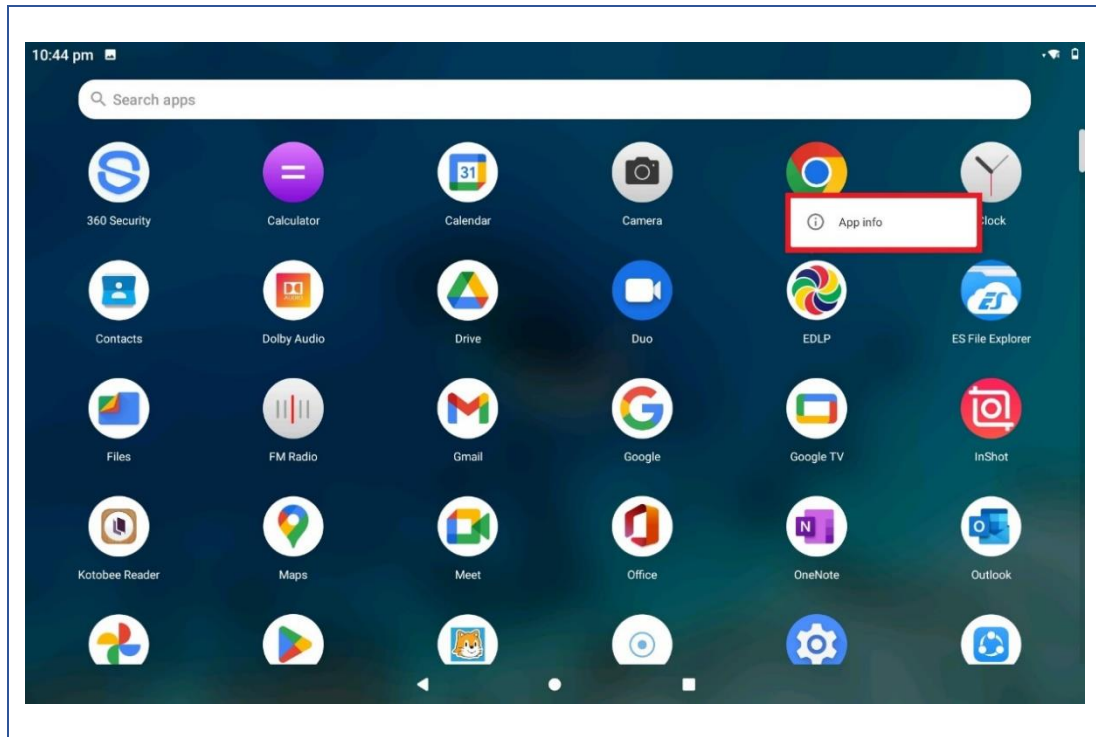 10:44 pm
Search apps
31
360 Security
Calculator
Calendar
Camera
App info
Clock
Contacts
Dolby Audio
Drive
Duo
EDLP
ES File Explorer
Files
FM Radio
Gmail
Google
Google TV
InShot
Kotobee Reader
Maps
Meet
Office
OneNote
Outlook